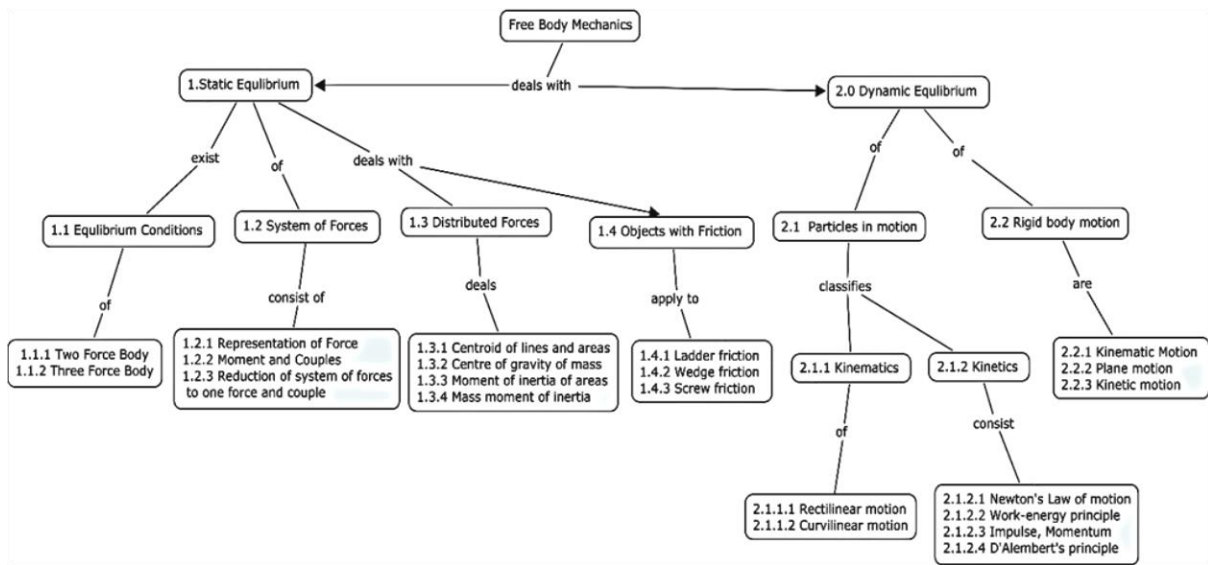 Free Body Mechanics
deals with
1.Static Equlibrium
2.0 Dynamic Equlibrium
exist
of
deals with
of
of
1.1 Equlibrium Conditions
1.2 System of Forces
1.3 Distributed Forces
1.4 Objects with Friction
2.1 Particles in motion
2.2 Rigid body motion
of
consist of
deals
apply to
classifies
are
1.1.1 Two Force Body
1.1.2 Three Force Body
1.2.1 Representation of Force
1.2.2 Moment and Couples
1.2.3 Reduction of system of forces
to one force and couple
1.3.1 Centroid of lines and areas
1.3.2 Centre of gravity of mass
1.3.3 Moment of inertia of areas
1.3.4 Mass moment of inertia
1.4.1 Ladder friction
1.4.2 Wedge friction
1.4.3 Screw friction
2.1.1 Kinematics
2.1.2 Kinetics
2.2.1 Kinematic Motion
2.2.2 Plane motion
2.2.3 Kinetic motion
of
consist
2.1.1.1 Rectilinear motion
2.1.1.2 Curvilinear motion
2.1.2.1 Newton's Law of motion
2.1.2.2 Work-energy principle
2.1.2.3 Impulse, Momentum
2.1.2.4 D'Alembert's principle